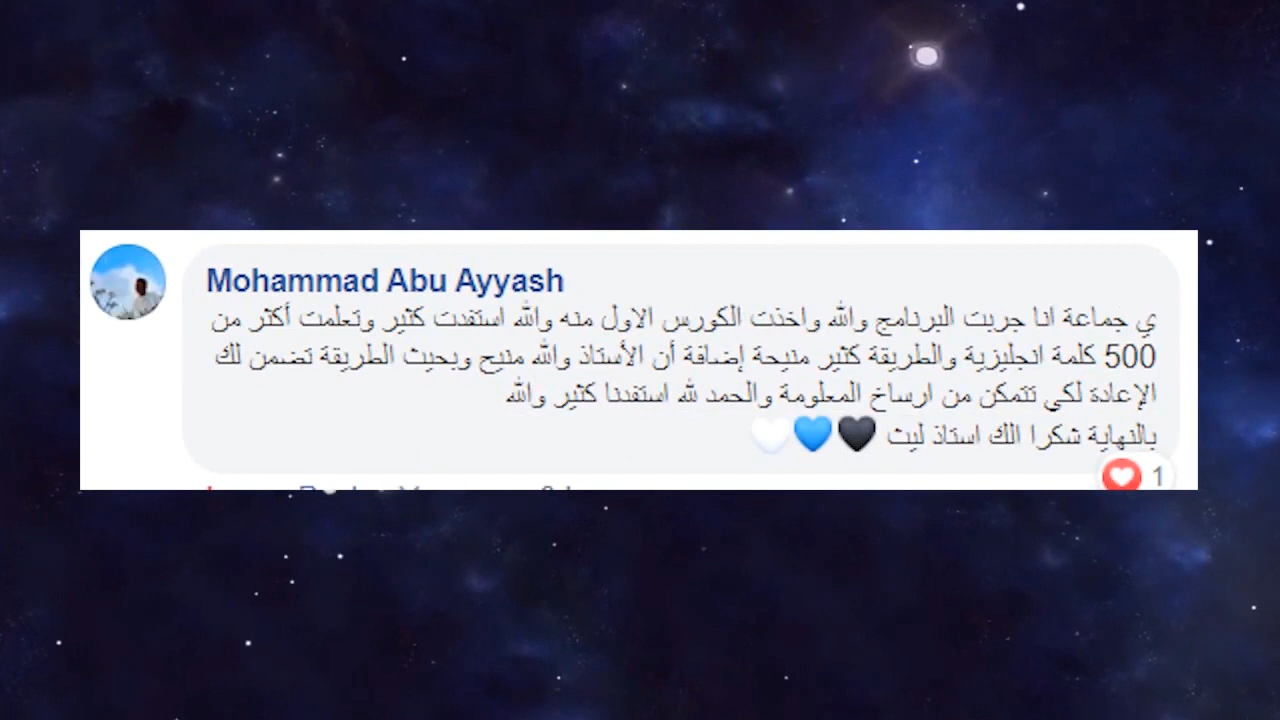 Mohammad Abu Ayyash
ي جماعة انا جربت البرنامج والله واخذت الكورس الاول منه والله استفدت كثير وتعلمت أكثر من
500 كلمة انجليزية والطريقة كثير منيحة إضافة أن الأستاذ والله منيح وبحيث الطريقة تضمن لك
الإعادة لكي تتمكن من ارساخ المعلومة والحمد لله استفدنا كثير والله
بالنهاية شكرا الك استاذ ليث 🖤💙🤍
1